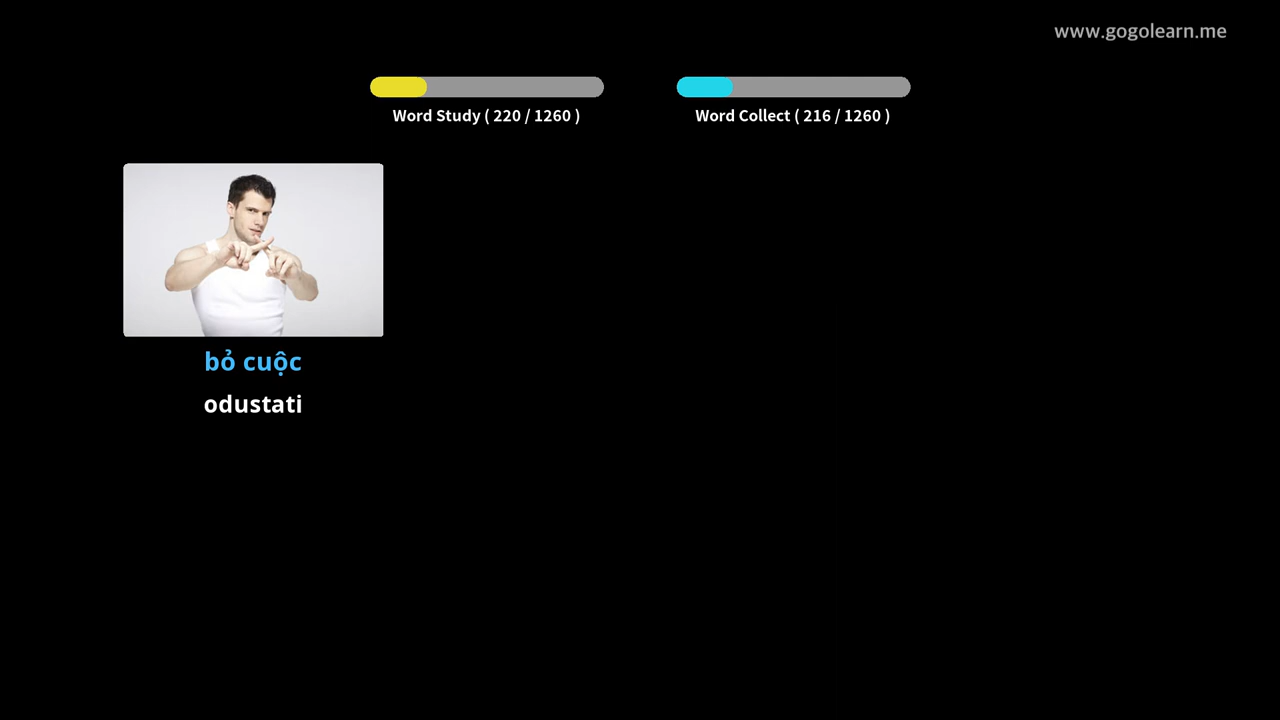 www.gogolearn.me
Word Study ( 220 / 1260 )
Word Collect ( 216 / 1260 )
bỏ cuộc
odustati